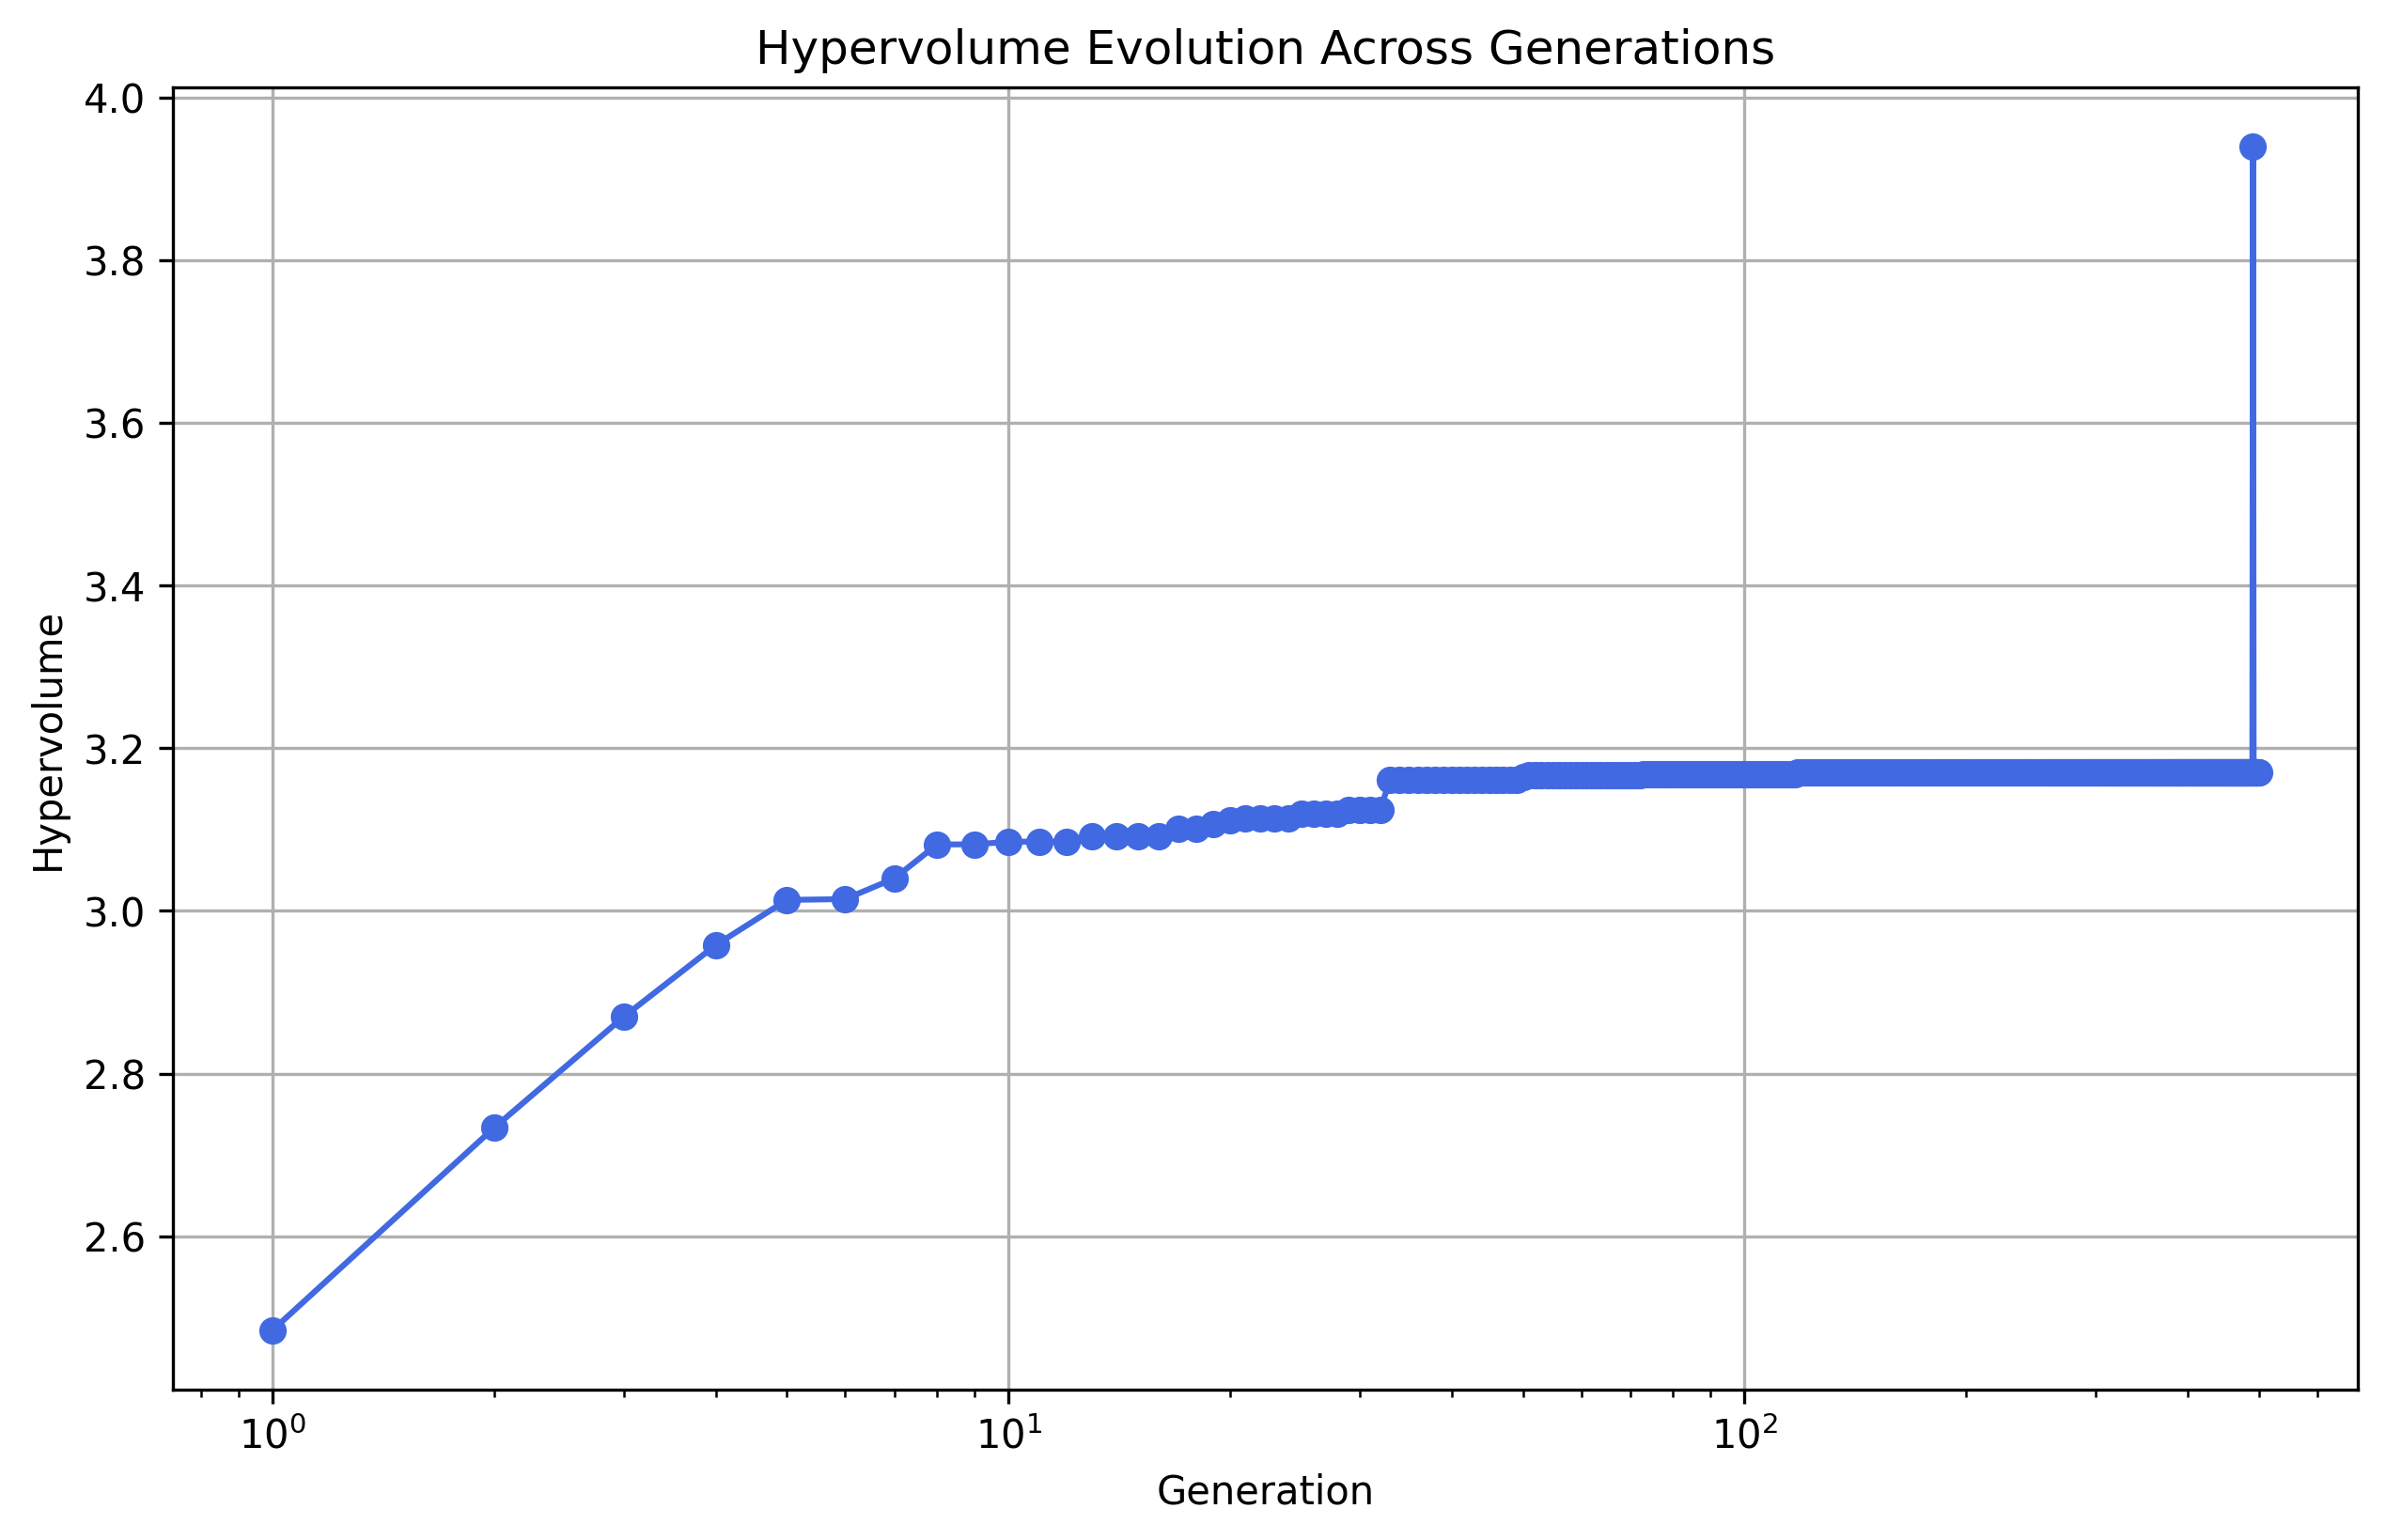 Hypervolume Evolution Across Generations
4.0
3.8
3.6
3.4
3.2
3.0
2.8
2.6
Hypervolume
10⁰ 10¹ 10²
Generation